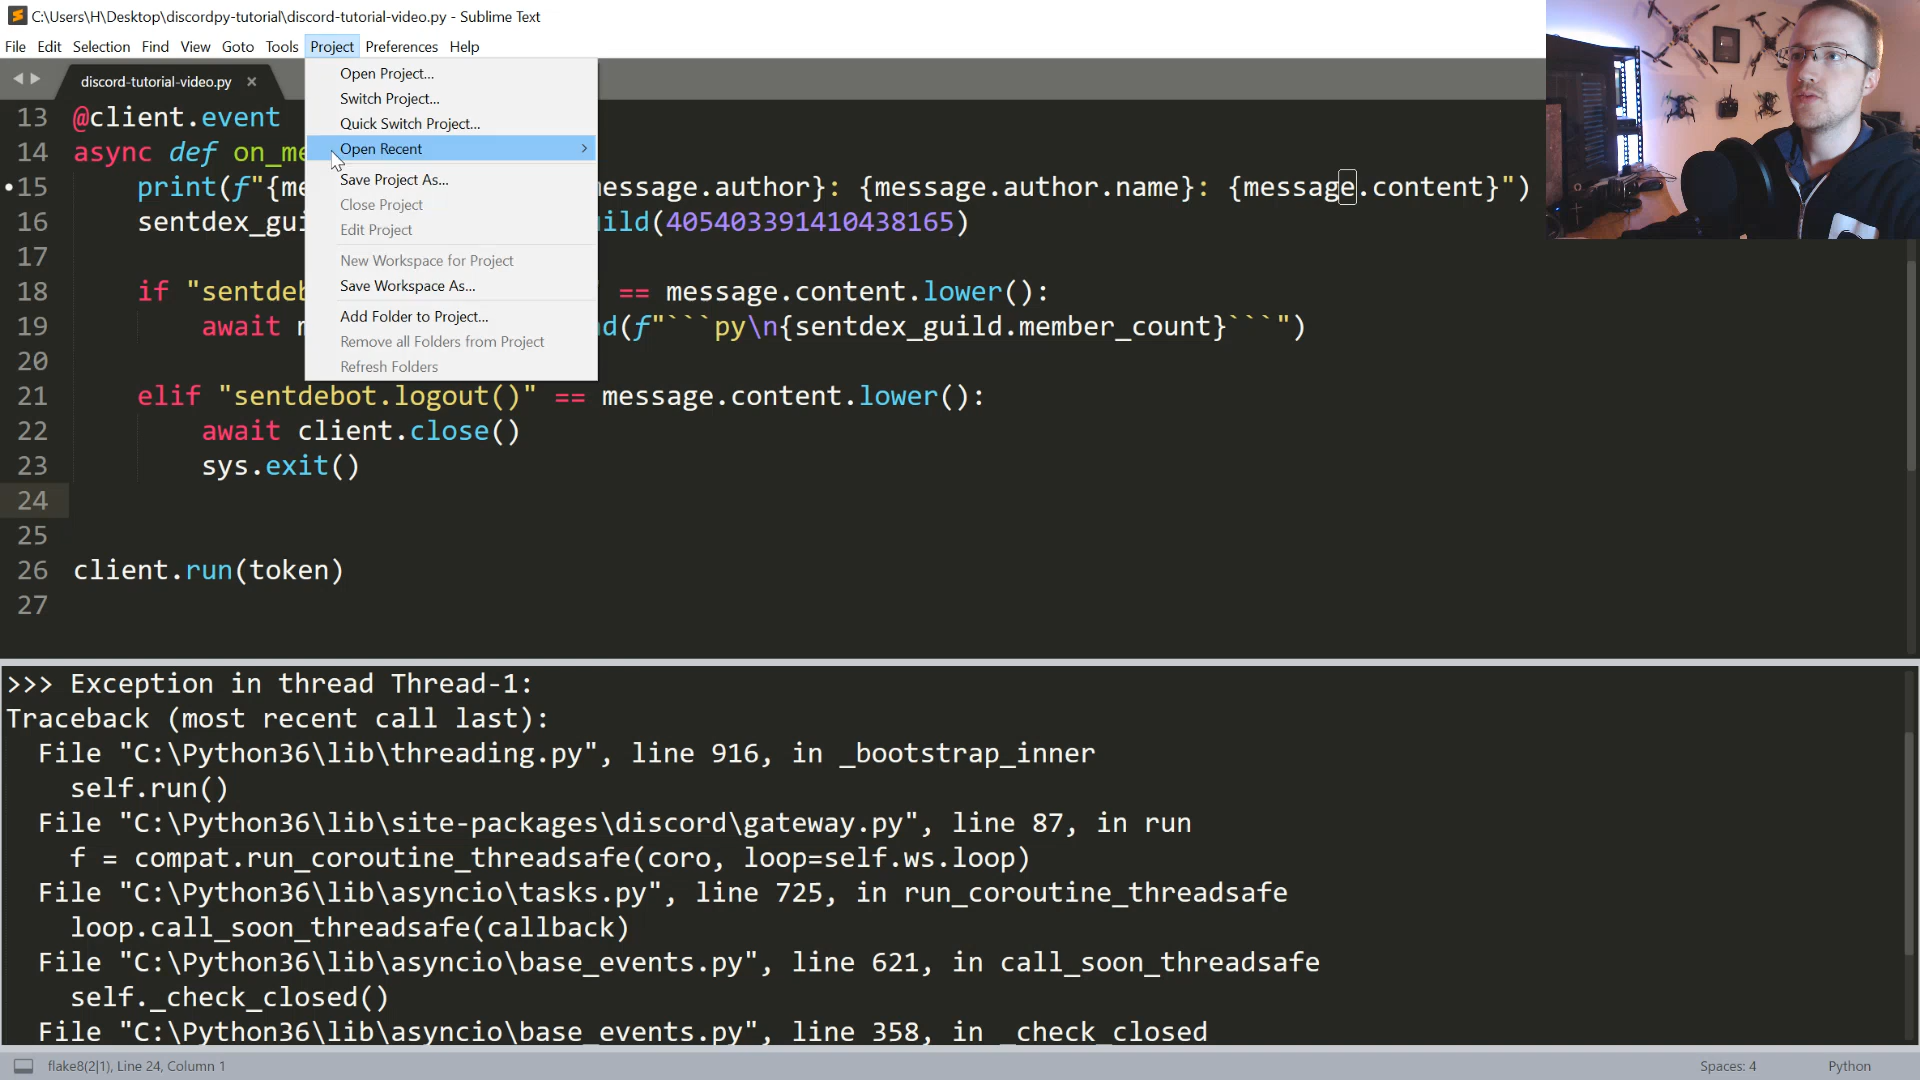 C:\Users\H\Desktop\discordpy-tutorial\discord-tutorial-video.py - Sublime Text
File Edit Selection Find View Goto Tools Project Preferences Help
discord-tutorial-video.py ×
Open Project...
Switch Project...
Quick Switch Project...
Open Recent
Save Project As...
Close Project
Edit Project
New Workspace for Project
Save Workspace As...
Add Folder to Project...
Remove all Folders from Project
Refresh Folders
13 @client.event
14 async def on_me
15 print(f"{me essage.author}: {message.author.name}: {message.content}")
16 sentdex_gui ild(405403391410438165)
17
18 if "sentdeb == message.content.lower():
19 await m d(f"```py\n{sentdex_guild.member_count}```")
20
21 elif "sentdebot.logout()" == message.content.lower():
22 await client.close()
23 sys.exit()
24
25
26 client.run(token)
27
>>> Exception in thread Thread-1:
Traceback (most recent call last):
File "C:\Python36\lib\threading.py", line 916, in _bootstrap_inner
self.run()
File "C:\Python36\lib\site-packages\discord\gateway.py", line 87, in run
f = compat.run_coroutine_threadsafe(coro, loop=self.ws.loop)
File "C:\Python36\lib\asyncio\tasks.py", line 725, in run_coroutine_threadsafe
loop.call_soon_threadsafe(callback)
File "C:\Python36\lib\asyncio\base_events.py", line 621, in call_soon_threadsafe
self._check_closed()
File "C:\Python36\lib\asyncio\base_events.py", line 358, in _check_closed
flake8(2|1), Line 24, Column 1
Spaces: 4
Python